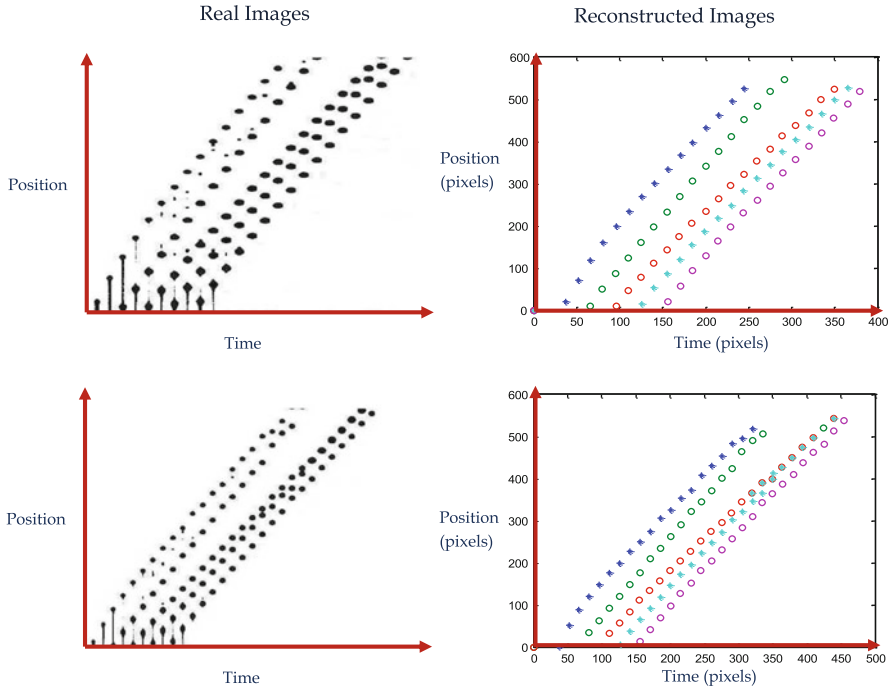 Real Images
Reconstructed Images
Position
Time
600
500
400
300
200
100
0
Position
(pixels)
0 50 100 150 200 250 300 350 400
Time (pixels)
Position
Time
600
500
400
300
200
100
0
Position
(pixels)
0 50 100 150 200 250 300 350 400 450 500
Time (pixels)